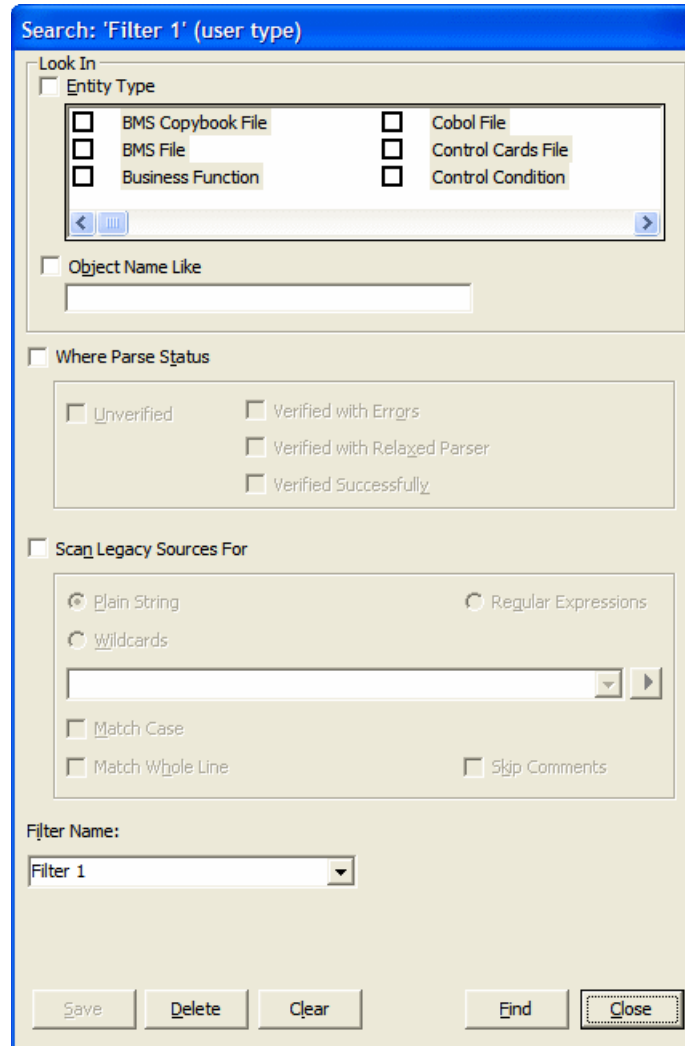 Search: 'Filter 1' (user type)
Look In
Entity Type
BMS Copybook File Cobol File
BMS File Control Cards File
Business Function Control Condition
Object Name Like
Where Parse Status
Unverified Verified with Errors
Verified with Relaxed Parser
Verified Successfully
Scan Legacy Sources For
Plain String Regular Expressions
Wildcards
Match Case
Match Whole Line Skip Comments
Filter Name:
Filter 1
Save Delete Clear Find Close